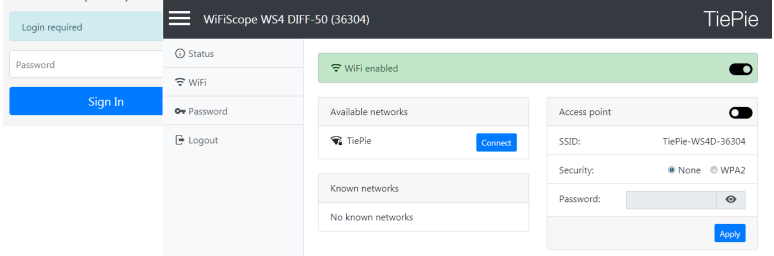 Login required
Password
Sign In
WiFiScope WS4 DIFF-50 (36304)
TiePie
Status
WiFi
Password
Logout
WiFi enabled
Available networks
TiePie
Connect
Known networks
No known networks
Access point
SSID: TiePie-WS4D-36304
Security: None WPA2
Password:
Apply